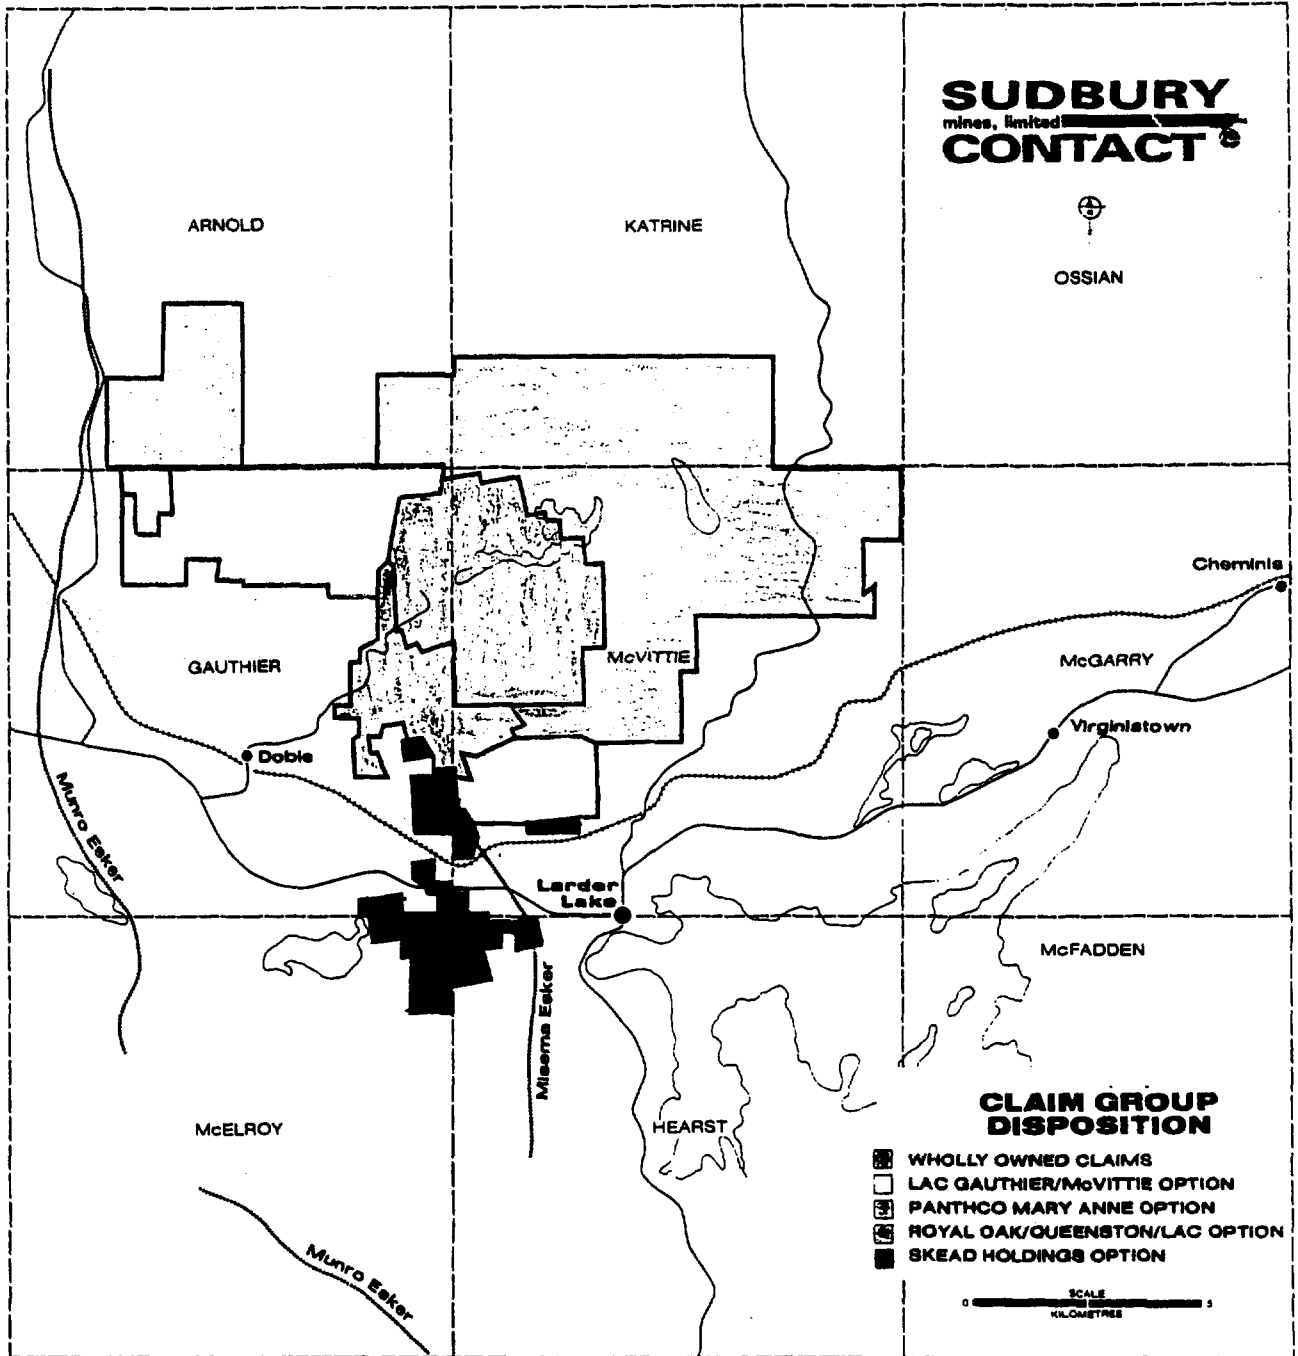 SUDBURY
mines, limited
CONTACT
ARNOLD
KATRINE
OSSIAN
Cheminis
GAUTHIER
McVITTIE
McGARRY
Virginiatown
Dobie
Munro Esker
Larder
Lake
McFADDEN
Misema Esker
McELROY
HEARST
Munro Esker
CLAIM GROUP
DISPOSITION
WHOLLY OWNED CLAIMS
LAC GAUTHIER/McVITTIE OPTION
PANTHCO MARY ANNE OPTION
ROYAL OAK/QUEENSTON/LAC OPTION
SKEAD HOLDINGS OPTION
SCALE
0 5
KILOMETRES